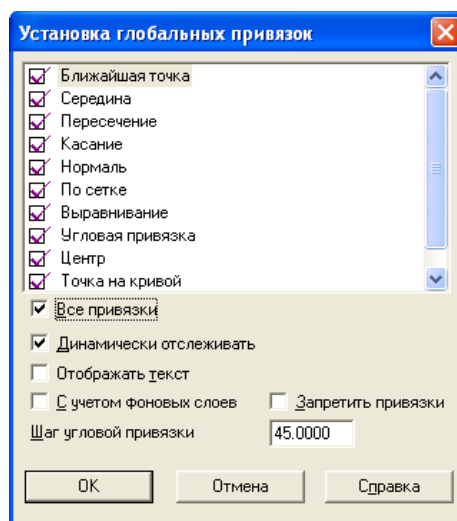 Установка глобальных привязок
Ближайшая точка
Середина
Пересечение
Касание
Нормаль
По сетке
Выравнивание
Угловая привязка
Центр
Точка на кривой
Все привязки
Динамически отслеживать
Отображать текст
С учетом фоновых слоев Запретить привязки
Шаг угловой привязки 45.0000
OK Отмена Справка